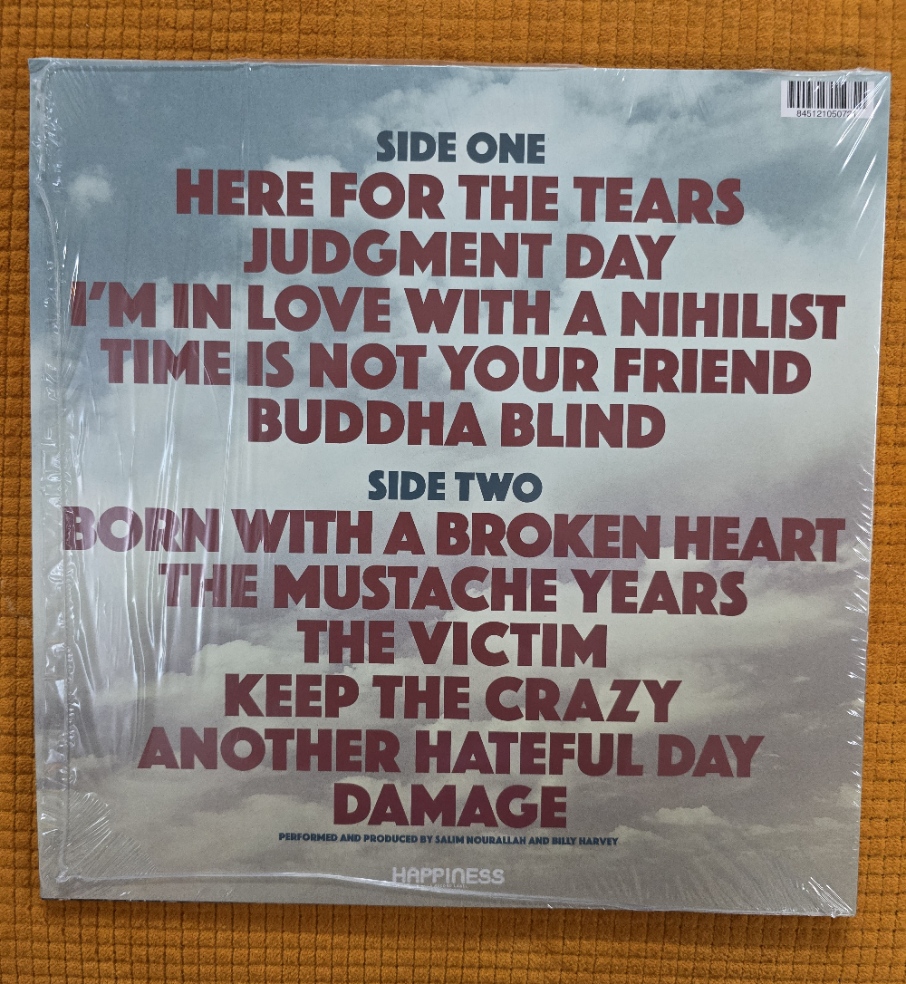 SIDE ONE
HERE FOR THE TEARS
JUDGMENT DAY
I'M IN LOVE WITH A NIHILIST
TIME IS NOT YOUR FRIEND
BUDDHA BLIND
SIDE TWO
BORN WITH A BROKEN HEART
THE MUSTACHE YEARS
THE VICTIM
KEEP THE CRAZY
ANOTHER HATEFUL DAY
DAMAGE
PERFORMED AND PRODUCED BY SALIM NOURALLAH AND BILLY HARVEY
HAPPINESS